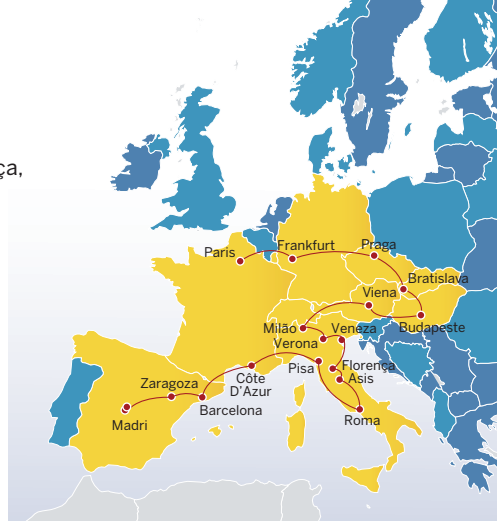 ça,
Paris
Frankfurt
Praga
Bratislava
Viena
Budapeste
Milão
Veneza
Verona
Florença
Asis
Pisa
Roma
Côte
D'Azur
Zaragoza
Barcelona
Madri